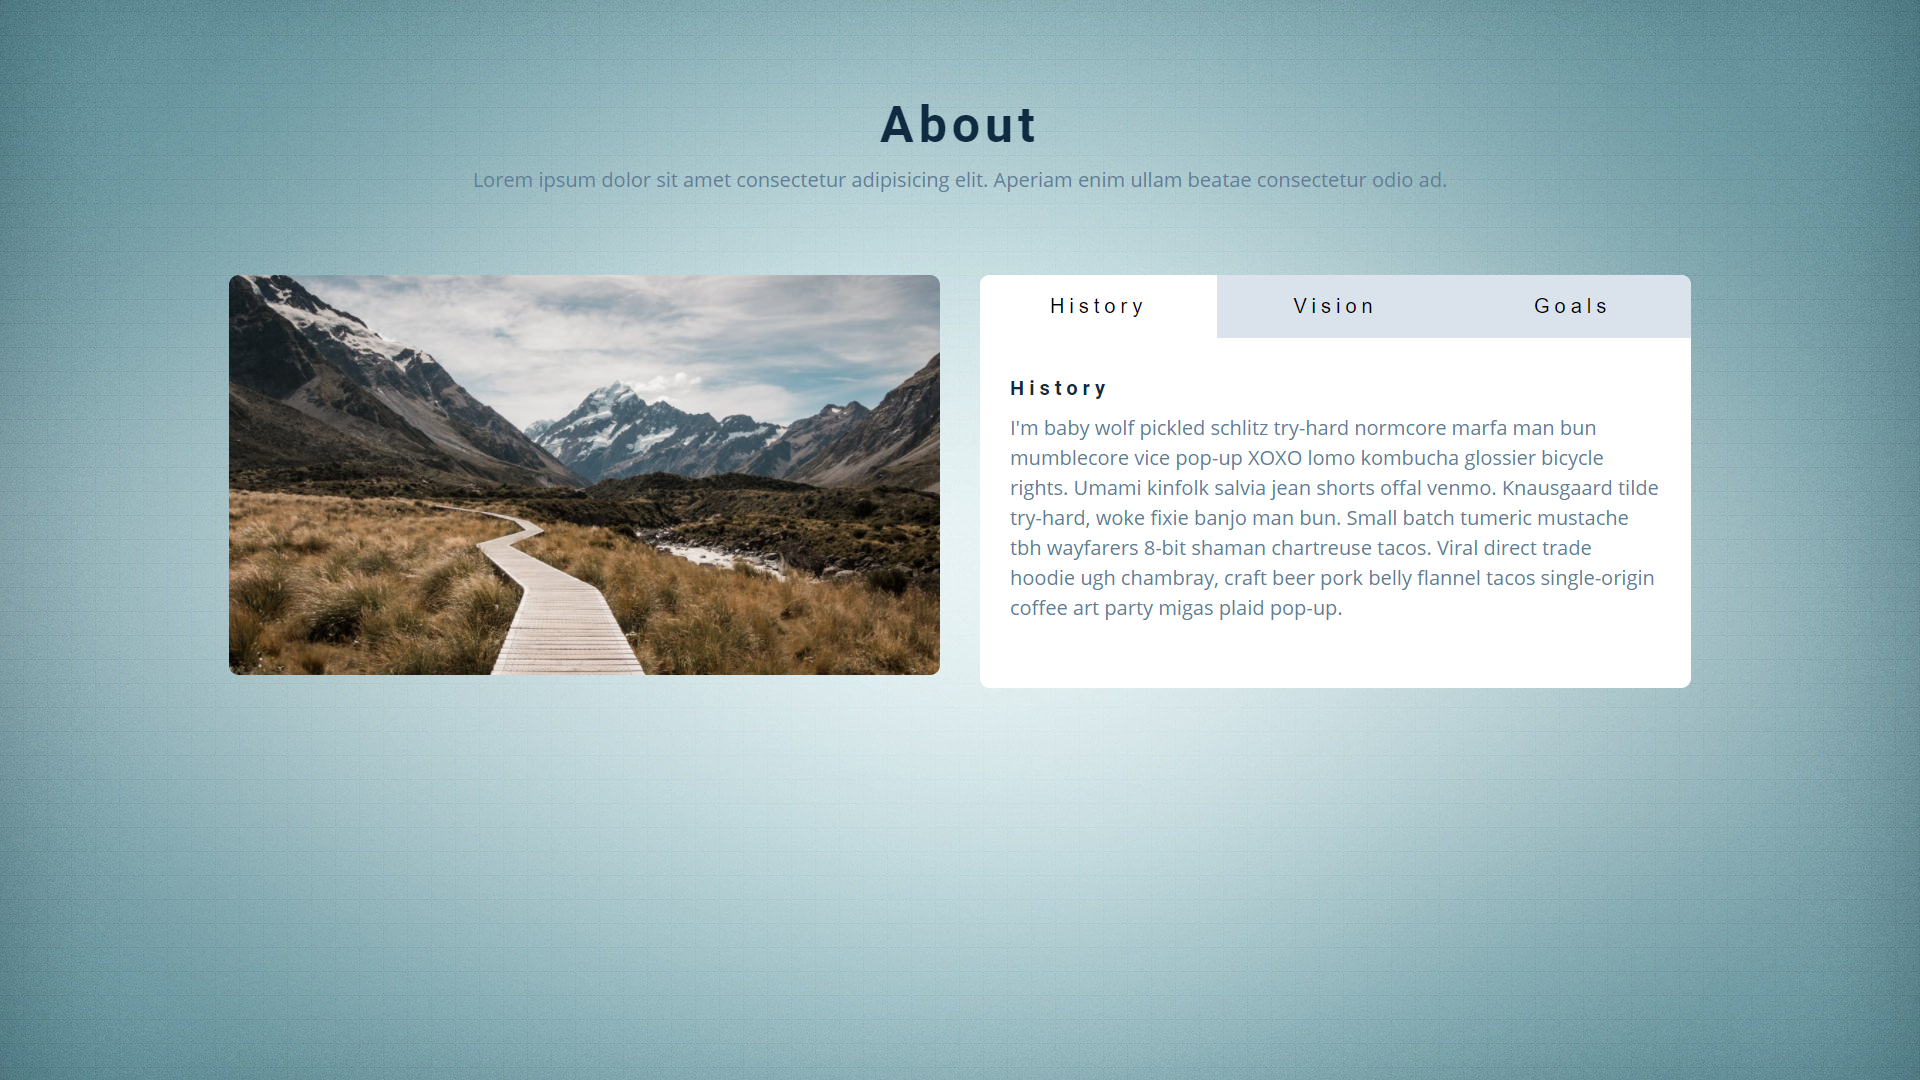 About
Lorem ipsum dolor sit amet consectetur adipisicing elit. Aperiam enim ullam beatae consectetur odio ad.
History Vision Goals
History
I'm baby wolf pickled schlitz try-hard normcore marfa man bun
mumblecore vice pop-up XOXO lomo kombucha glossier bicycle
rights. Umami kinfolk salvia jean shorts offal venmo. Knausgaard tilde
try-hard, woke fixie banjo man bun. Small batch tumeric mustache
tbh wayfarers 8-bit shaman chartreuse tacos. Viral direct trade
hoodie ugh chambray, craft beer pork belly flannel tacos single-origin
coffee art party migas plaid pop-up.